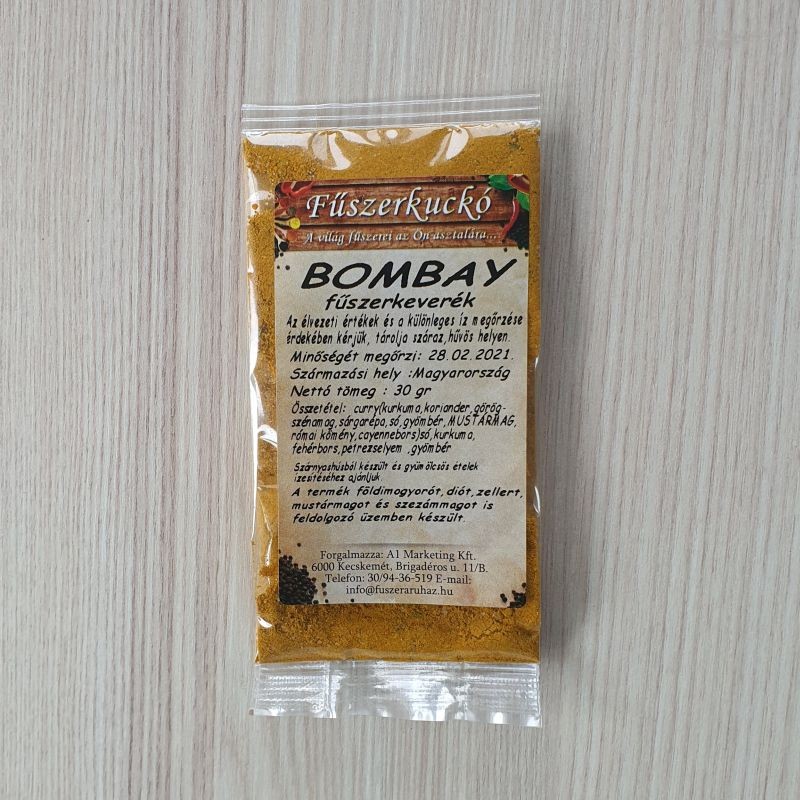 Fűszerkuckó
A világ fűszerei az Ön asztalára...
BOMBAY
fűszerkeverék
Az élvezeti értékek és a különleges íz megőrzése
érdekében kérjük, tárolja száraz,hűvös helyen.
Minőségét megőrzi: 28.02.2021.
Származási hely :Magyarország
Nettó tömeg : 30 gr
Összetétel: curry(kurkuma,koriander,görög-
szénamag,sárgarépa,só,gyömbér,MUSTÁRMAG,
római kömény,cayennebors)só,kurkuma,
fehérbors,petrezselyem ,gyömbér
Szárnyashúsból készült és gyümölcsös ételek
ízesítéséhez ajánljuk.
A termék földimogyorót,diót,zellert,
mustármagot és szezámmagot is
feldolgozó üzemben készült.
Forgalmazza: A1 Marketing Kft.
6000 Kecskemét, Brigadéros u. 11/B.
Telefon: 30/94-36-519 E-mail:
info@fuszeraruhaz.hu